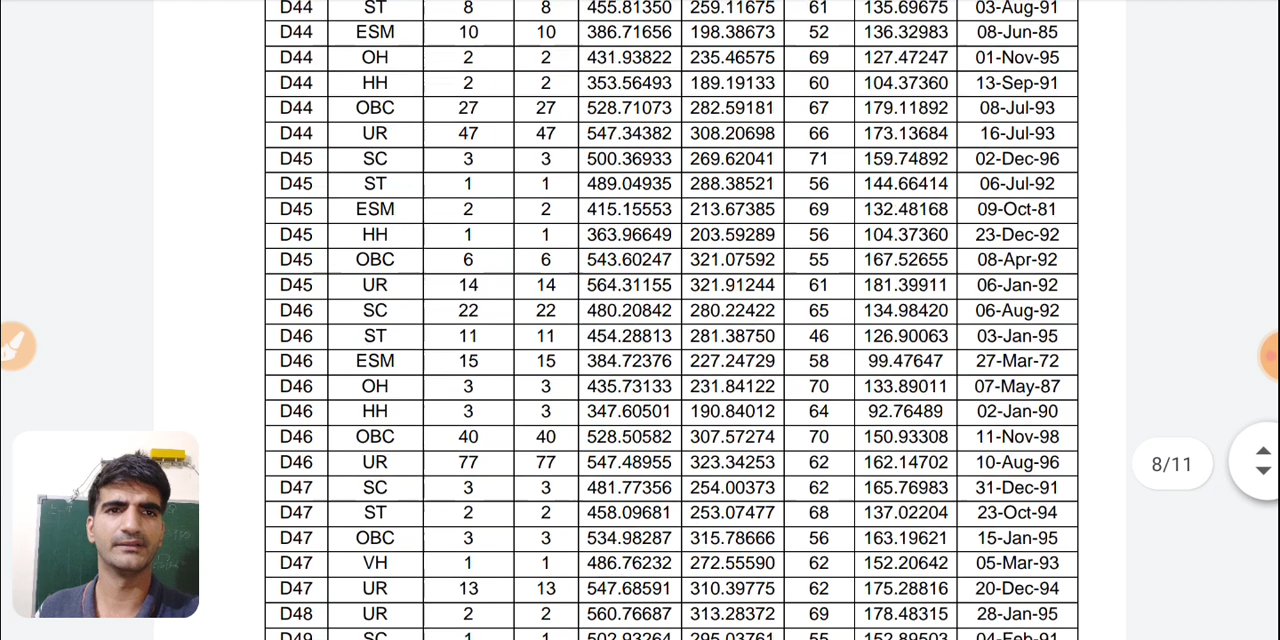 D44 ST 8 8 455.81350 259.11675 61 135.69675 03-Aug-91
D44 ESM 10 10 386.71656 198.38673 52 136.32983 08-Jun-85
D44 OH 2 2 431.93822 235.46575 69 127.47247 01-Nov-95
D44 HH 2 2 353.56493 189.19133 60 104.37360 13-Sep-91
D44 OBC 27 27 528.71073 282.59181 67 179.11892 08-Jul-93
D44 UR 47 47 547.34382 308.20698 66 173.13684 16-Jul-93
D45 SC 3 3 500.36933 269.62041 71 159.74892 02-Dec-96
D45 ST 1 1 489.04935 288.38521 56 144.66414 06-Jul-92
D45 ESM 2 2 415.15553 213.67385 69 132.48168 09-Oct-81
D45 HH 1 1 363.96649 203.59289 56 104.37360 23-Dec-92
D45 OBC 6 6 543.60247 321.07592 55 167.52655 08-Apr-92
D45 UR 14 14 564.31155 321.91244 61 181.39911 06-Jan-92
D46 SC 22 22 480.20842 280.22422 65 134.98420 06-Aug-92
D46 ST 11 11 454.28813 281.38750 46 126.90063 03-Jan-95
D46 ESM 15 15 384.72376 227.24729 58 99.47647 27-Mar-72
D46 OH 3 3 435.73133 231.84122 70 133.89011 07-May-87
D46 HH 3 3 347.60501 190.84012 64 92.76489 02-Jan-90
D46 OBC 40 40 528.50582 307.57274 70 150.93308 11-Nov-98
D46 UR 77 77 547.48955 323.34253 62 162.14702 10-Aug-96
8/11
D47 SC 3 3 481.77356 254.00373 62 165.76983 31-Dec-91
D47 ST 2 2 458.09681 253.07477 68 137.02204 23-Oct-94
D47 OBC 3 3 534.98287 315.78666 56 163.19621 15-Jan-95
D47 VH 1 1 486.76232 272.55590 62 152.20642 05-Mar-93
D47 UR 13 13 547.68591 310.39775 62 175.28816 20-Dec-94
D48 UR 2 2 560.76687 313.28372 69 178.48315 28-Jan-95
D49 SC 1 1 502.93264 295.03761 55 152.89503 04-Feb-91